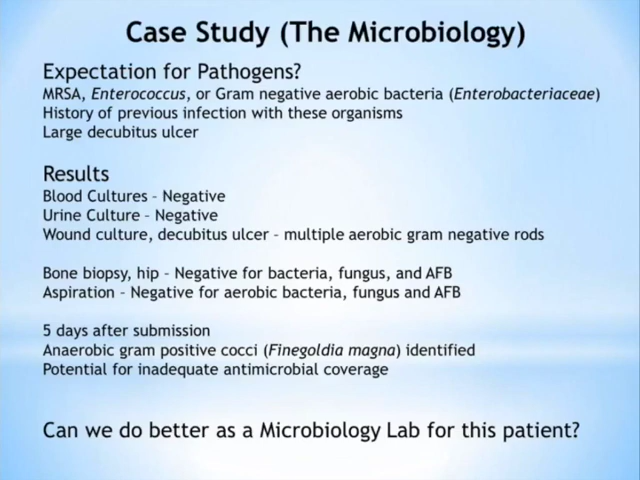 Case Study (The Microbiology)
Expectation for Pathogens?
MRSA, Enterococcus, or Gram negative aerobic bacteria (Enterobacteriaceae)
History of previous infection with these organisms
Large decubitus ulcer
Results
Blood Cultures - Negative
Urine Culture - Negative
Wound culture, decubitus ulcer - multiple aerobic gram negative rods
Bone biopsy, hip - Negative for bacteria, fungus, and AFB
Aspiration - Negative for aerobic bacteria, fungus and AFB
5 days after submission
Anaerobic gram positive cocci (Finegoldia magna) identified
Potential for inadequate antimicrobial coverage
Can we do better as a Microbiology Lab for this patient?